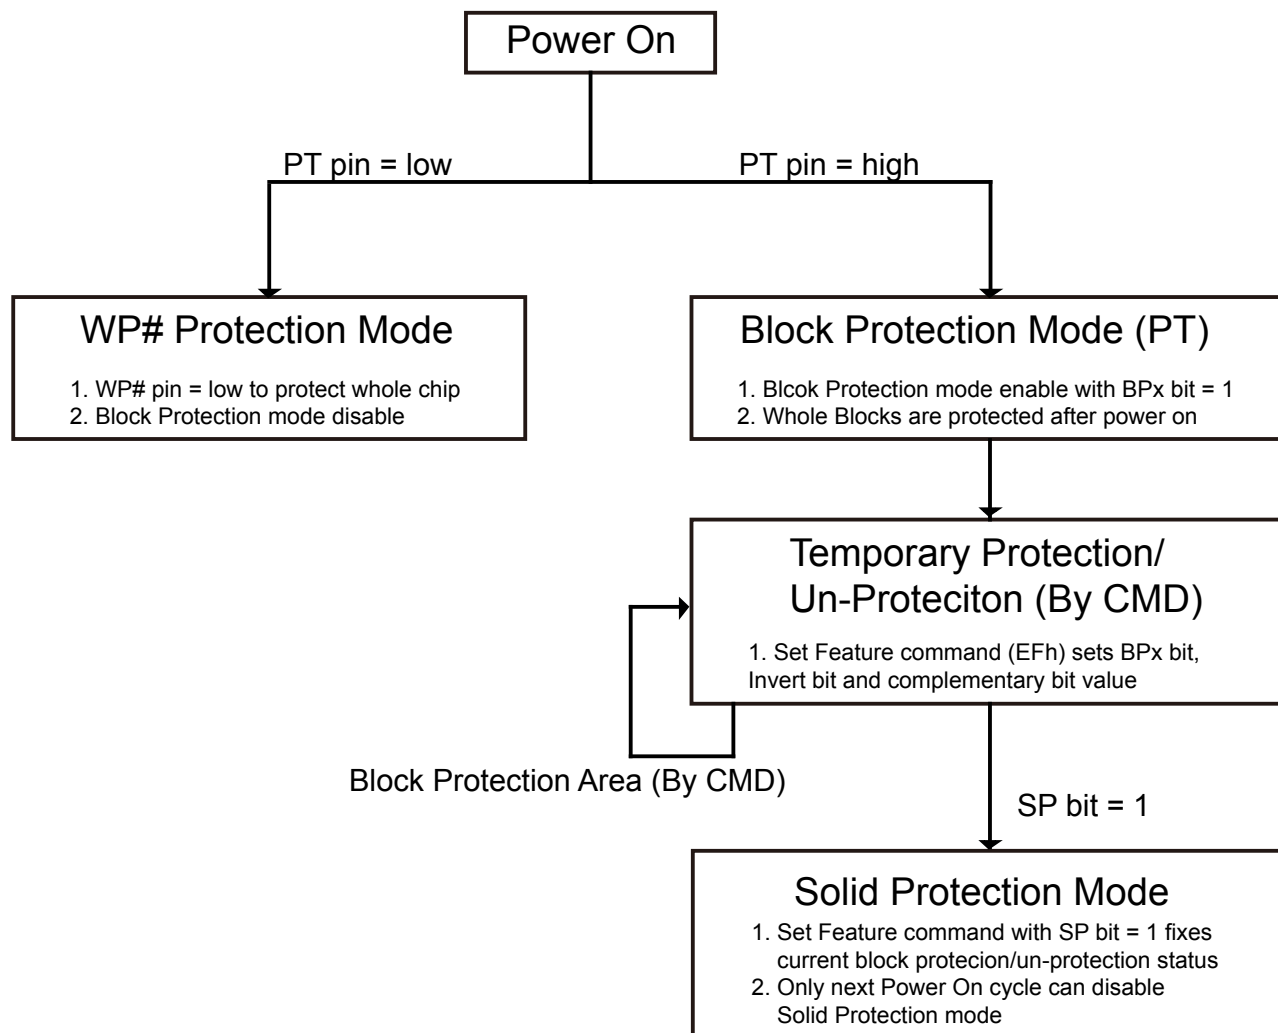 Power On
PT pin = low
PT pin = high
WP# Protection Mode
1. WP# pin = low to protect whole chip
2. Block Protection mode disable
Block Protection Mode (PT)
1. Blcok Protection mode enable with BPx bit = 1
2. Whole Blocks are protected after power on
Temporary Protection/
Un-Proteciton (By CMD)
1. Set Feature command (EFh) sets BPx bit,
Invert bit and complementary bit value
Block Protection Area (By CMD)
SP bit = 1
Solid Protection Mode
1. Set Feature command with SP bit = 1 fixes
current block protecion/un-protection status
2. Only next Power On cycle can disable
Solid Protection mode